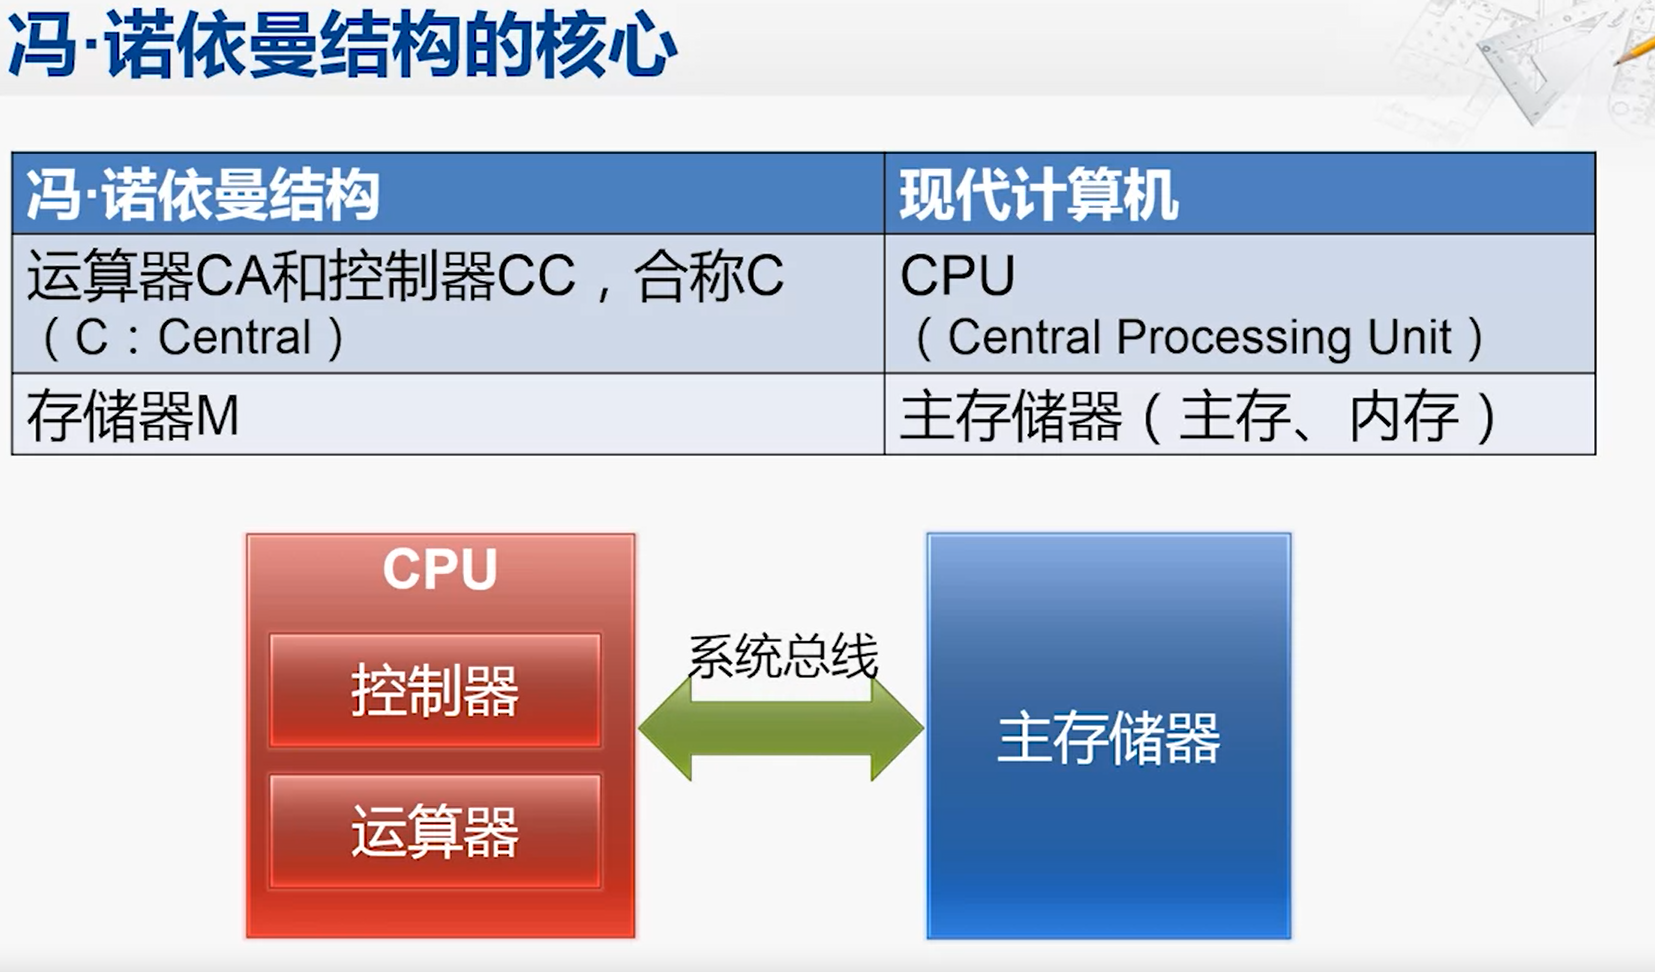 冯·诺依曼结构的核心
冯·诺依曼结构
现代计算机
运算器CA和控制器CC，合称C
（C：Central）
CPU
（Central Processing Unit）
存储器M
主存储器（主存、内存）
CPU
控制器
运算器
系统总线
主存储器